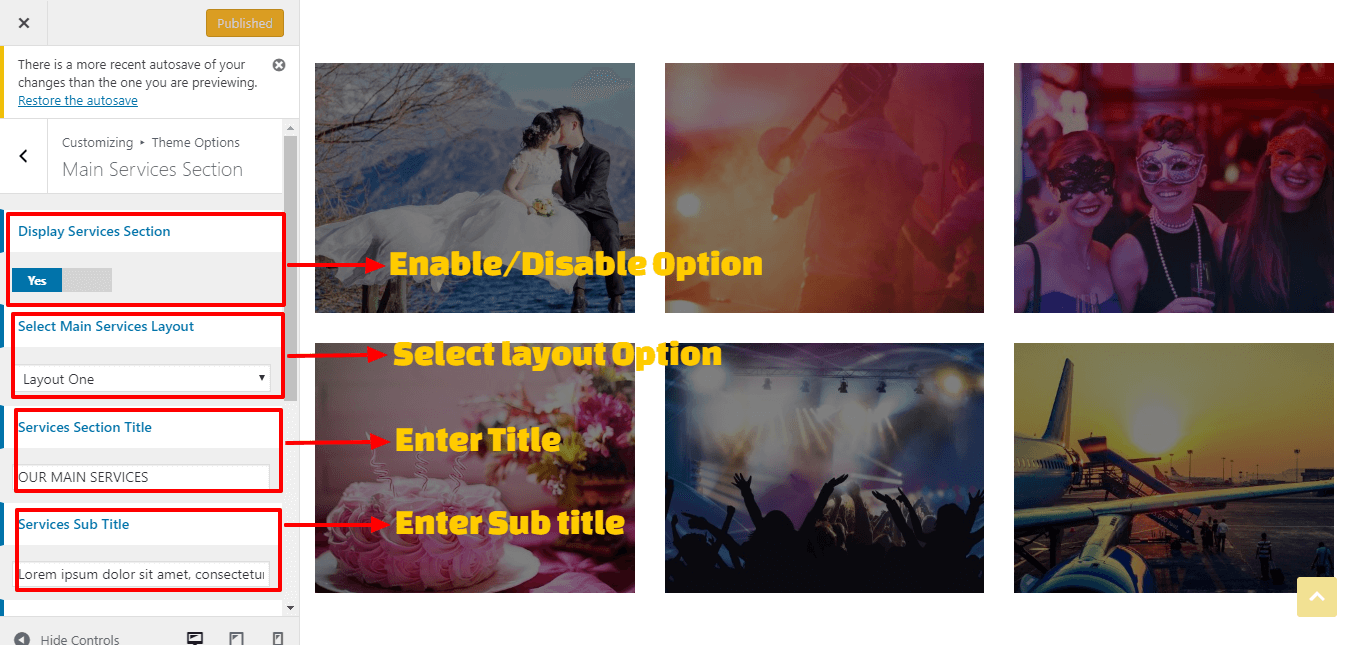 Published
There is a more recent autosave of your
changes than the one you are previewing.
Restore the autosave
Customizing ▸ Theme Options
Main Services Section
Display Services Section
Yes
Enable/Disable Option
Select Main Services Layout
Layout One
Select layout Option
Services Section Title
OUR MAIN SERVICES
Enter Title
Services Sub Title
Lorem ipsum dolor sit amet, consectetur
Enter Sub title
Hide Controls